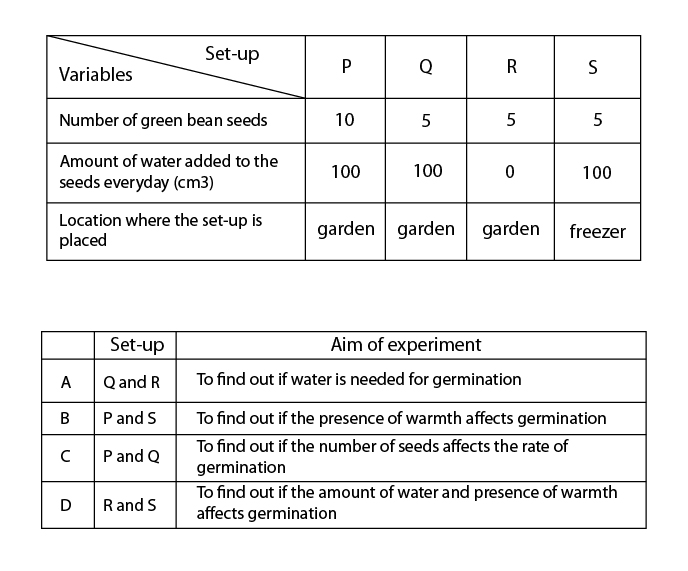 Set-up
Variables
P Q R S
Number of green bean seeds 10 5 5 5
Amount of water added to the
seeds everyday (cm3) 100 100 0 100
Location where the set-up is
placed garden garden garden freezer
Set-up Aim of experiment
A Q and R To find out if water is needed for germination
B P and S To find out if the presence of warmth affects germination
C P and Q To find out if the number of seeds affects the rate of
germination
D R and S To find out if the amount of water and presence of warmth
affects germination